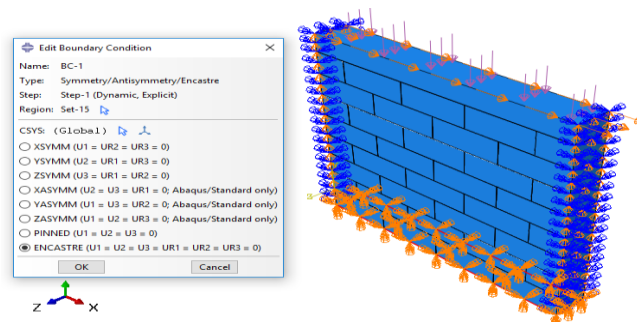 Edit Boundary Condition
Name: BC-1
Type: Symmetry/Antisymmetry/Encastre
Step: Step-1 (Dynamic, Explicit)
Region: Set-15
CSYS: (Global)
XSYMM (U1 = UR2 = UR3 = 0)
YSYMM (U2 = UR1 = UR3 = 0)
ZSYMM (U3 = UR1 = UR2 = 0)
XASYMM (U2 = U3 = UR1 = 0; Abaqus/Standard only)
YASYMM (U1 = U3 = UR2 = 0; Abaqus/Standard only)
ZASYMM (U1 = U2 = UR3 = 0; Abaqus/Standard only)
PINNED (U1 = U2 = U3 = 0)
ENCASTRE (U1 = U2 = U3 = UR1 = UR2 = UR3 = 0)
OK Cancel
Z X